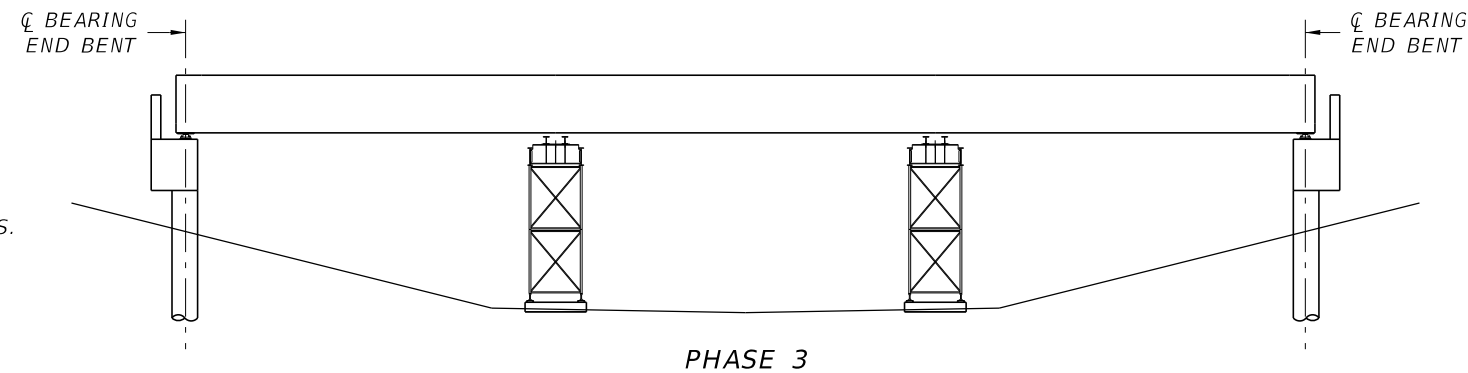 ℄ BEARING
END BENT
℄ BEARING
END BENT
S.
PHASE 3